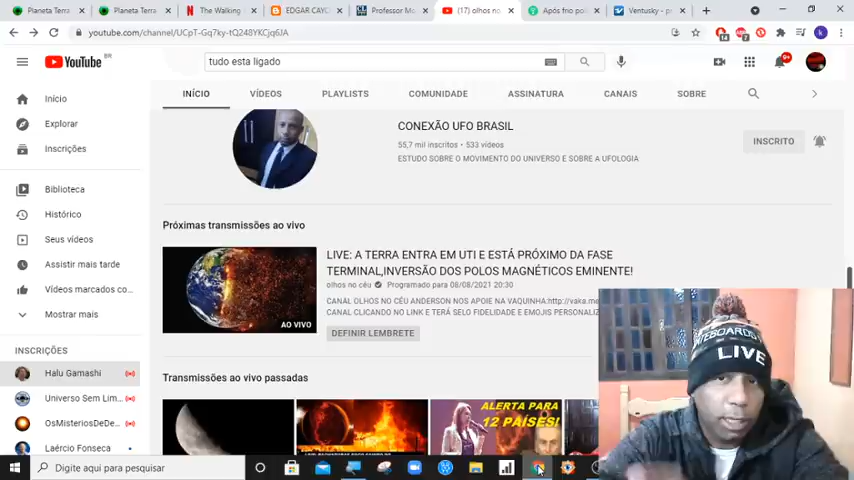 Planeta Terra
Planeta Terra
The Walking
EDGAR CAYC
Professor Mo
(17) olhos no
Após frio pol
Ventusky - p
youtube.com/channel/UCpT-Gq7ky-tQ248YKCjq6JA
14
7
k
YouTube BR
tudo esta ligado
9+
Início
Explorar
Inscrições
Biblioteca
Histórico
Seus vídeos
Assistir mais tarde
Vídeos marcados co...
Mostrar mais
INSCRIÇÕES
Halu Gamashi
Universo Sem Lim...
OsMisteriosDeDe...
Laércio Fonseca
INÍCIO VÍDEOS PLAYLISTS COMUNIDADE ASSINATURA CANAIS SOBRE
CONEXÃO UFO BRASIL
55,7 mil inscritos • 533 vídeos
ESTUDO SOBRE O MOVIMENTO DO UNIVERSO E SOBRE A UFOLOGIA
INSCRITO
Próximas transmissões ao vivo
AO VIVO
LIVE: A TERRA ENTRA EM UTI E ESTÁ PRÓXIMO DA FASE
TERMINAL,INVERSÃO DOS POLOS MAGNÉTICOS EMINENTE!
olhos no céu Programado para 08/08/2021 20:30
CANAL OLHOS NO CÉU ANDERSON NOS APOIE NA VAQUINHA:http://vaka.me
CANAL CLICANDO NO LINK E TERÁ SELO FIDELIDADE E EMOJIS PERSONALIZ
DEFINIR LEMBRETE
Transmissões ao vivo passadas
ALERTA PARA
12 PAÍSES!
LIVE
Digite aqui para pesquisar